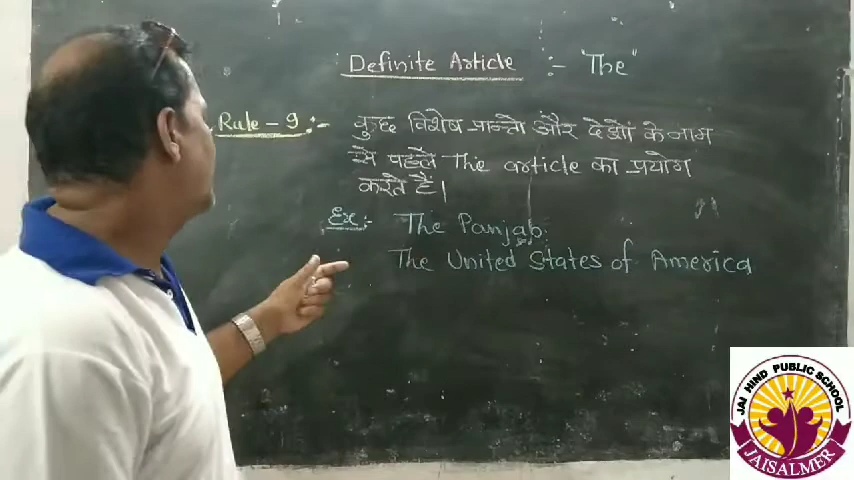 Definite Article :- "The"
Rule - 9 :- कुछ विशेष प्रान्तो और देशों के नाम
से पहले The article का प्रयोग
करते हैं।
Ex:- The Panjab.
The United States of America
JAI HIND PUBLIC SCHOOL
JAISALMER